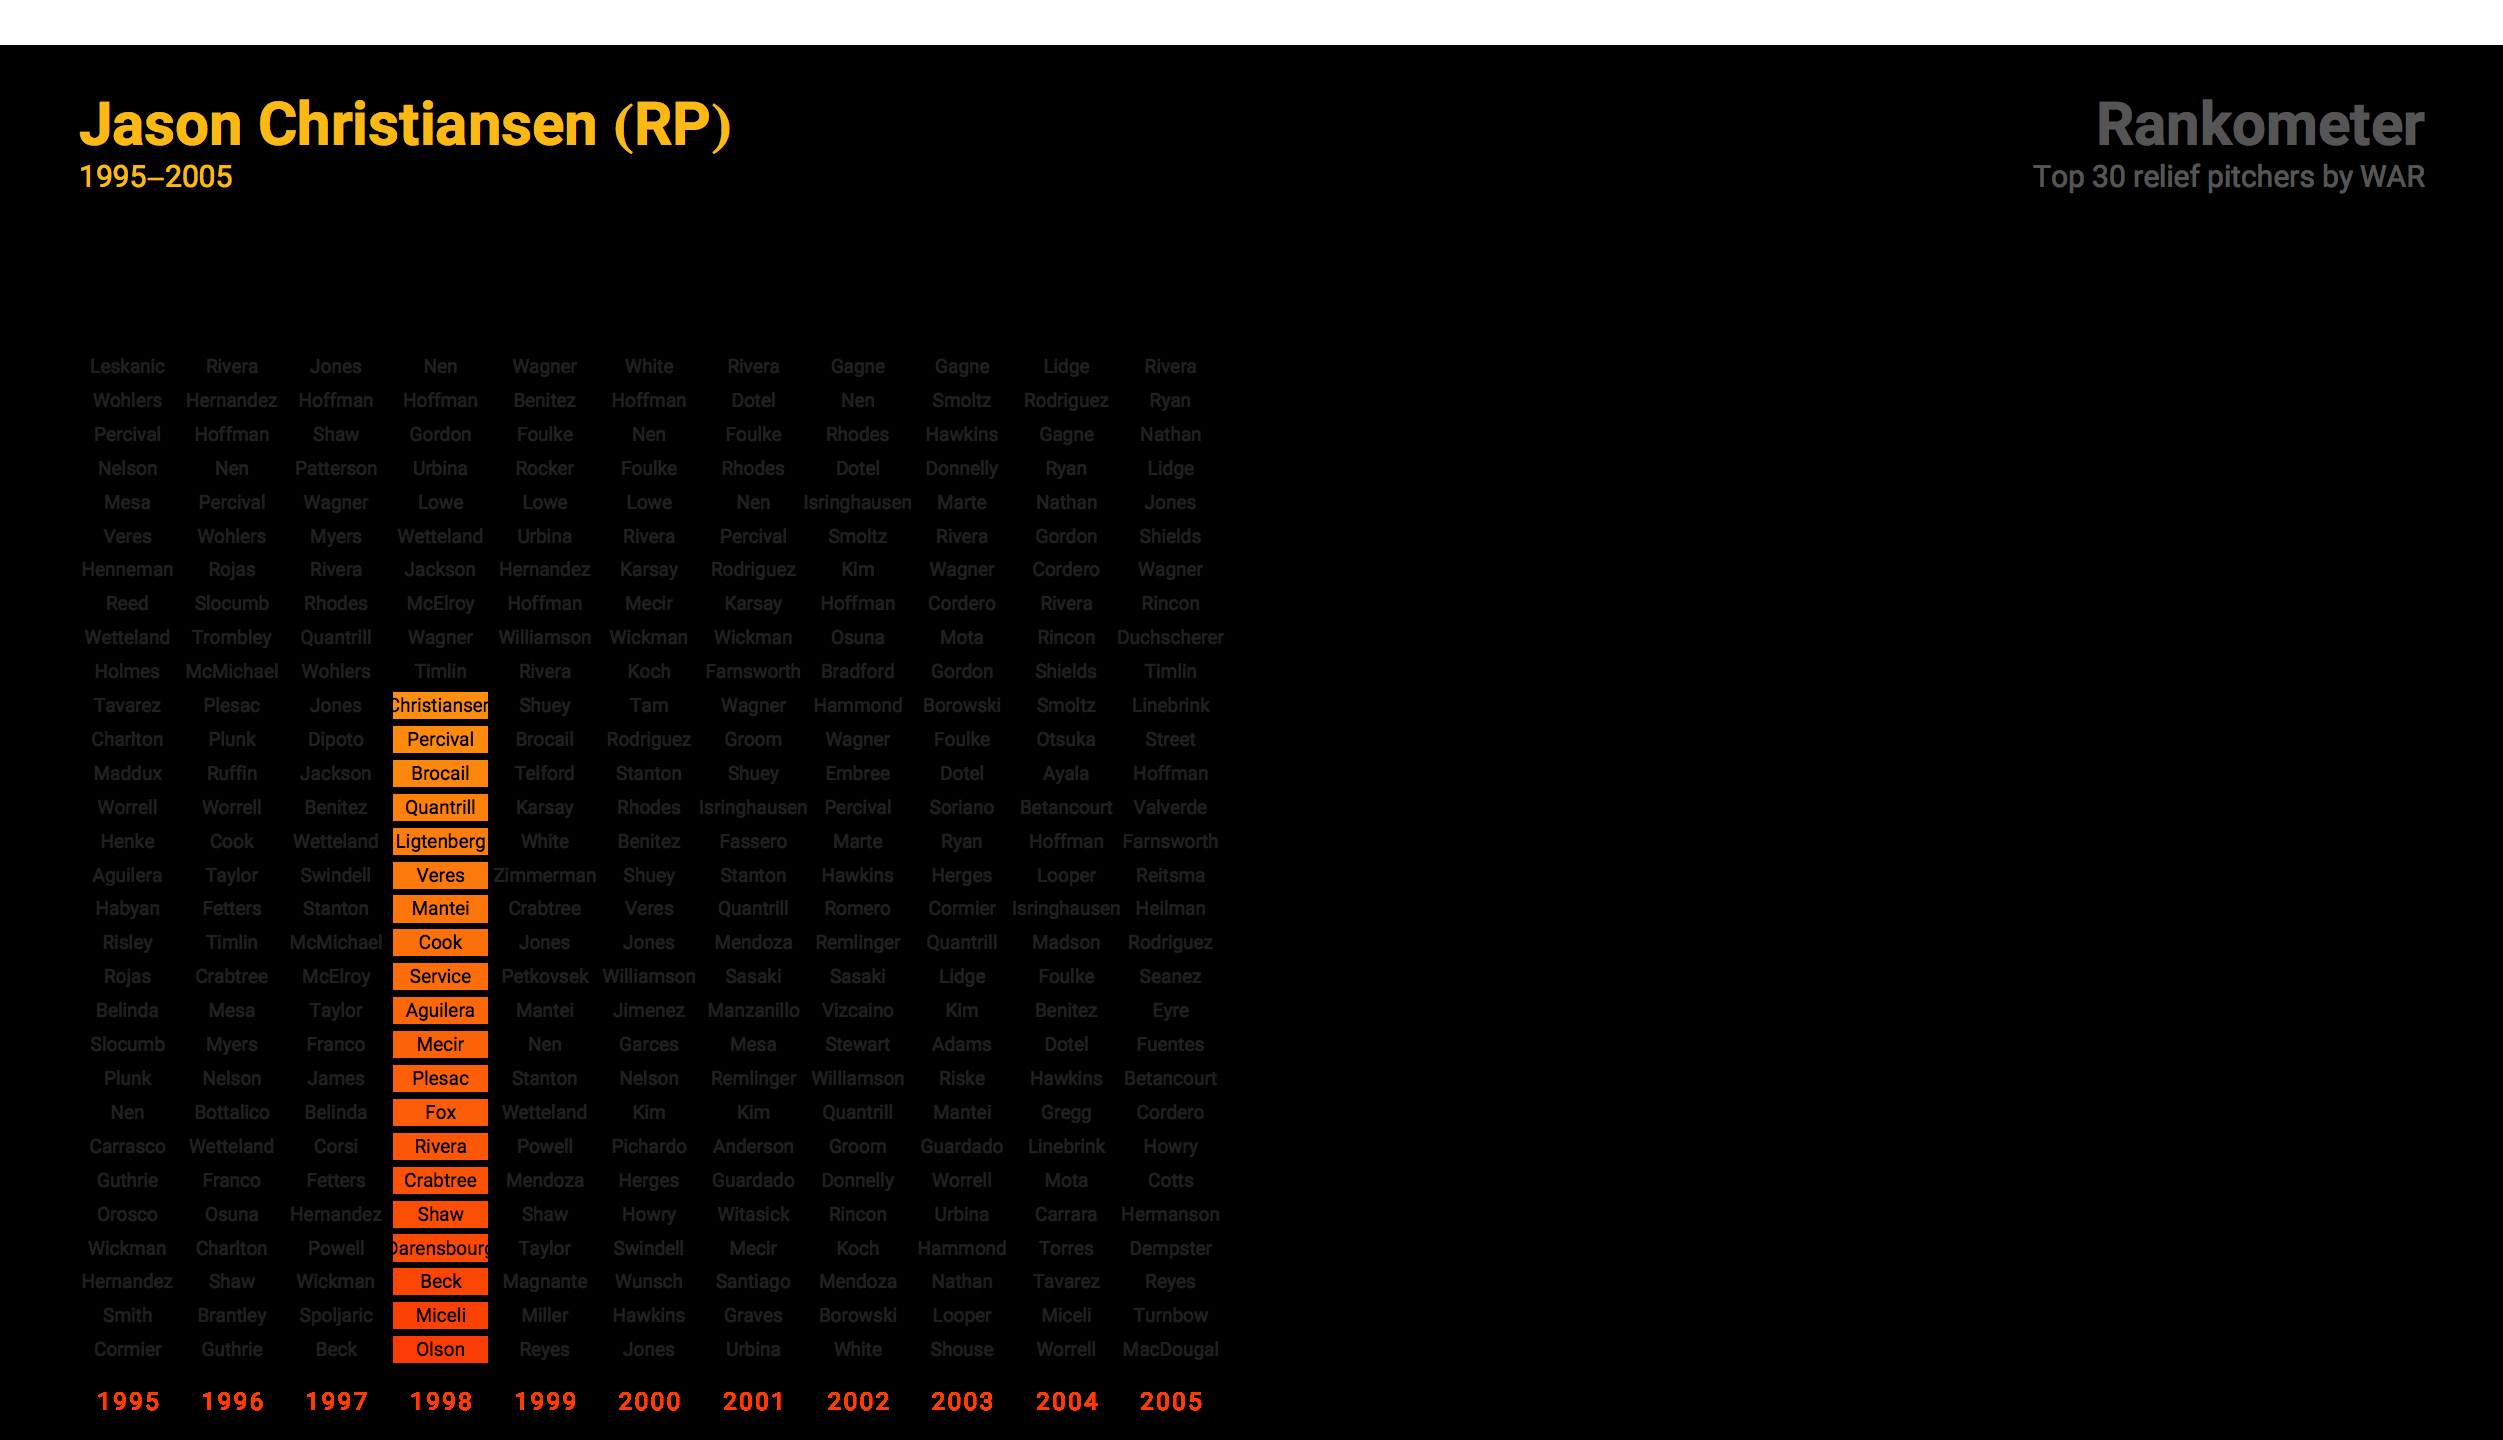 Jason Christiansen (RP)
1995–2005
Rankometer
Top 30 relief pitchers by WAR
Leskanic Rivera Jones Nen Wagner White Rivera Gagne Gagne Lidge Rivera
Wohlers Hernandez Hoffman Hoffman Benitez Hoffman Dotel Nen Smoltz Rodriguez Ryan
Percival Hoffman Shaw Gordon Foulke Nen Foulke Rhodes Hawkins Gagne Nathan
Nelson Nen Patterson Urbina Rocker Foulke Rhodes Dotel Donnelly Ryan Lidge
Mesa Percival Wagner Lowe Lowe Lowe Nen Isringhausen Marte Nathan Jones
Veres Wohlers Myers Wetteland Urbina Rivera Percival Smoltz Rivera Gordon Shields
Henneman Rojas Rivera Jackson Hernandez Karsay Rodriguez Kim Wagner Cordero Wagner
Reed Slocumb Rhodes McElroy Hoffman Mecir Karsay Hoffman Cordero Rivera Rincon
Wetteland Trombley Quantrill Wagner Williamson Wickman Wickman Osuna Mota Rincon Duchscherer
Holmes McMichael Wohlers Timlin Rivera Koch Farnsworth Bradford Gordon Shields Timlin
Tavarez Plesac Jones Christiansen Shuey Tam Wagner Hammond Borowski Smoltz Linebrink
Charlton Plunk Dipoto Percival Brocail Rodriguez Groom Wagner Foulke Otsuka Street
Maddux Ruffin Jackson Brocail Telford Stanton Shuey Embree Dotel Ayala Hoffman
Worrell Worrell Benitez Quantrill Karsay Rhodes Isringhausen Percival Soriano Betancourt Valverde
Henke Cook Wetteland Ligtenberg White Benitez Fassero Marte Ryan Hoffman Farnsworth
Aguilera Taylor Swindell Veres Zimmerman Shuey Stanton Hawkins Herges Looper Reitsma
Habyan Fetters Stanton Mantei Crabtree Veres Quantrill Romero Cormier Isringhausen Heilman
Risley Timlin McMichael Cook Jones Jones Mendoza Remlinger Quantrill Madson Rodriguez
Rojas Crabtree McElroy Service Petkovsek Williamson Sasaki Sasaki Lidge Foulke Seanez
Belinda Mesa Taylor Aguilera Mantei Jimenez Manzanillo Vizcaino Kim Benitez Eyre
Slocumb Myers Franco Mecir Nen Garces Mesa Stewart Adams Dotel Fuentes
Plunk Nelson James Plesac Stanton Nelson Remlinger Williamson Riske Hawkins Betancourt
Nen Bottalico Belinda Fox Wetteland Kim Kim Quantrill Mantei Gregg Cordero
Carrasco Wetteland Corsi Rivera Powell Pichardo Anderson Groom Guardado Linebrink Howry
Guthrie Franco Fetters Crabtree Mendoza Herges Guardado Donnelly Worrell Mota Cotts
Orosco Osuna Hernandez Shaw Shaw Howry Witasick Rincon Urbina Carrara Hermanson
Wickman Charlton Powell Darensbourg Taylor Swindell Mecir Koch Hammond Torres Dempster
Hernandez Shaw Wickman Beck Magnante Wunsch Santiago Mendoza Nathan Tavarez Reyes
Smith Brantley Spoljaric Miceli Miller Hawkins Graves Borowski Looper Miceli Turnbow
Cormier Guthrie Beck Olson Reyes Jones Urbina White Shouse Worrell MacDougal
1995 1996 1997 1998 1999 2000 2001 2002 2003 2004 2005